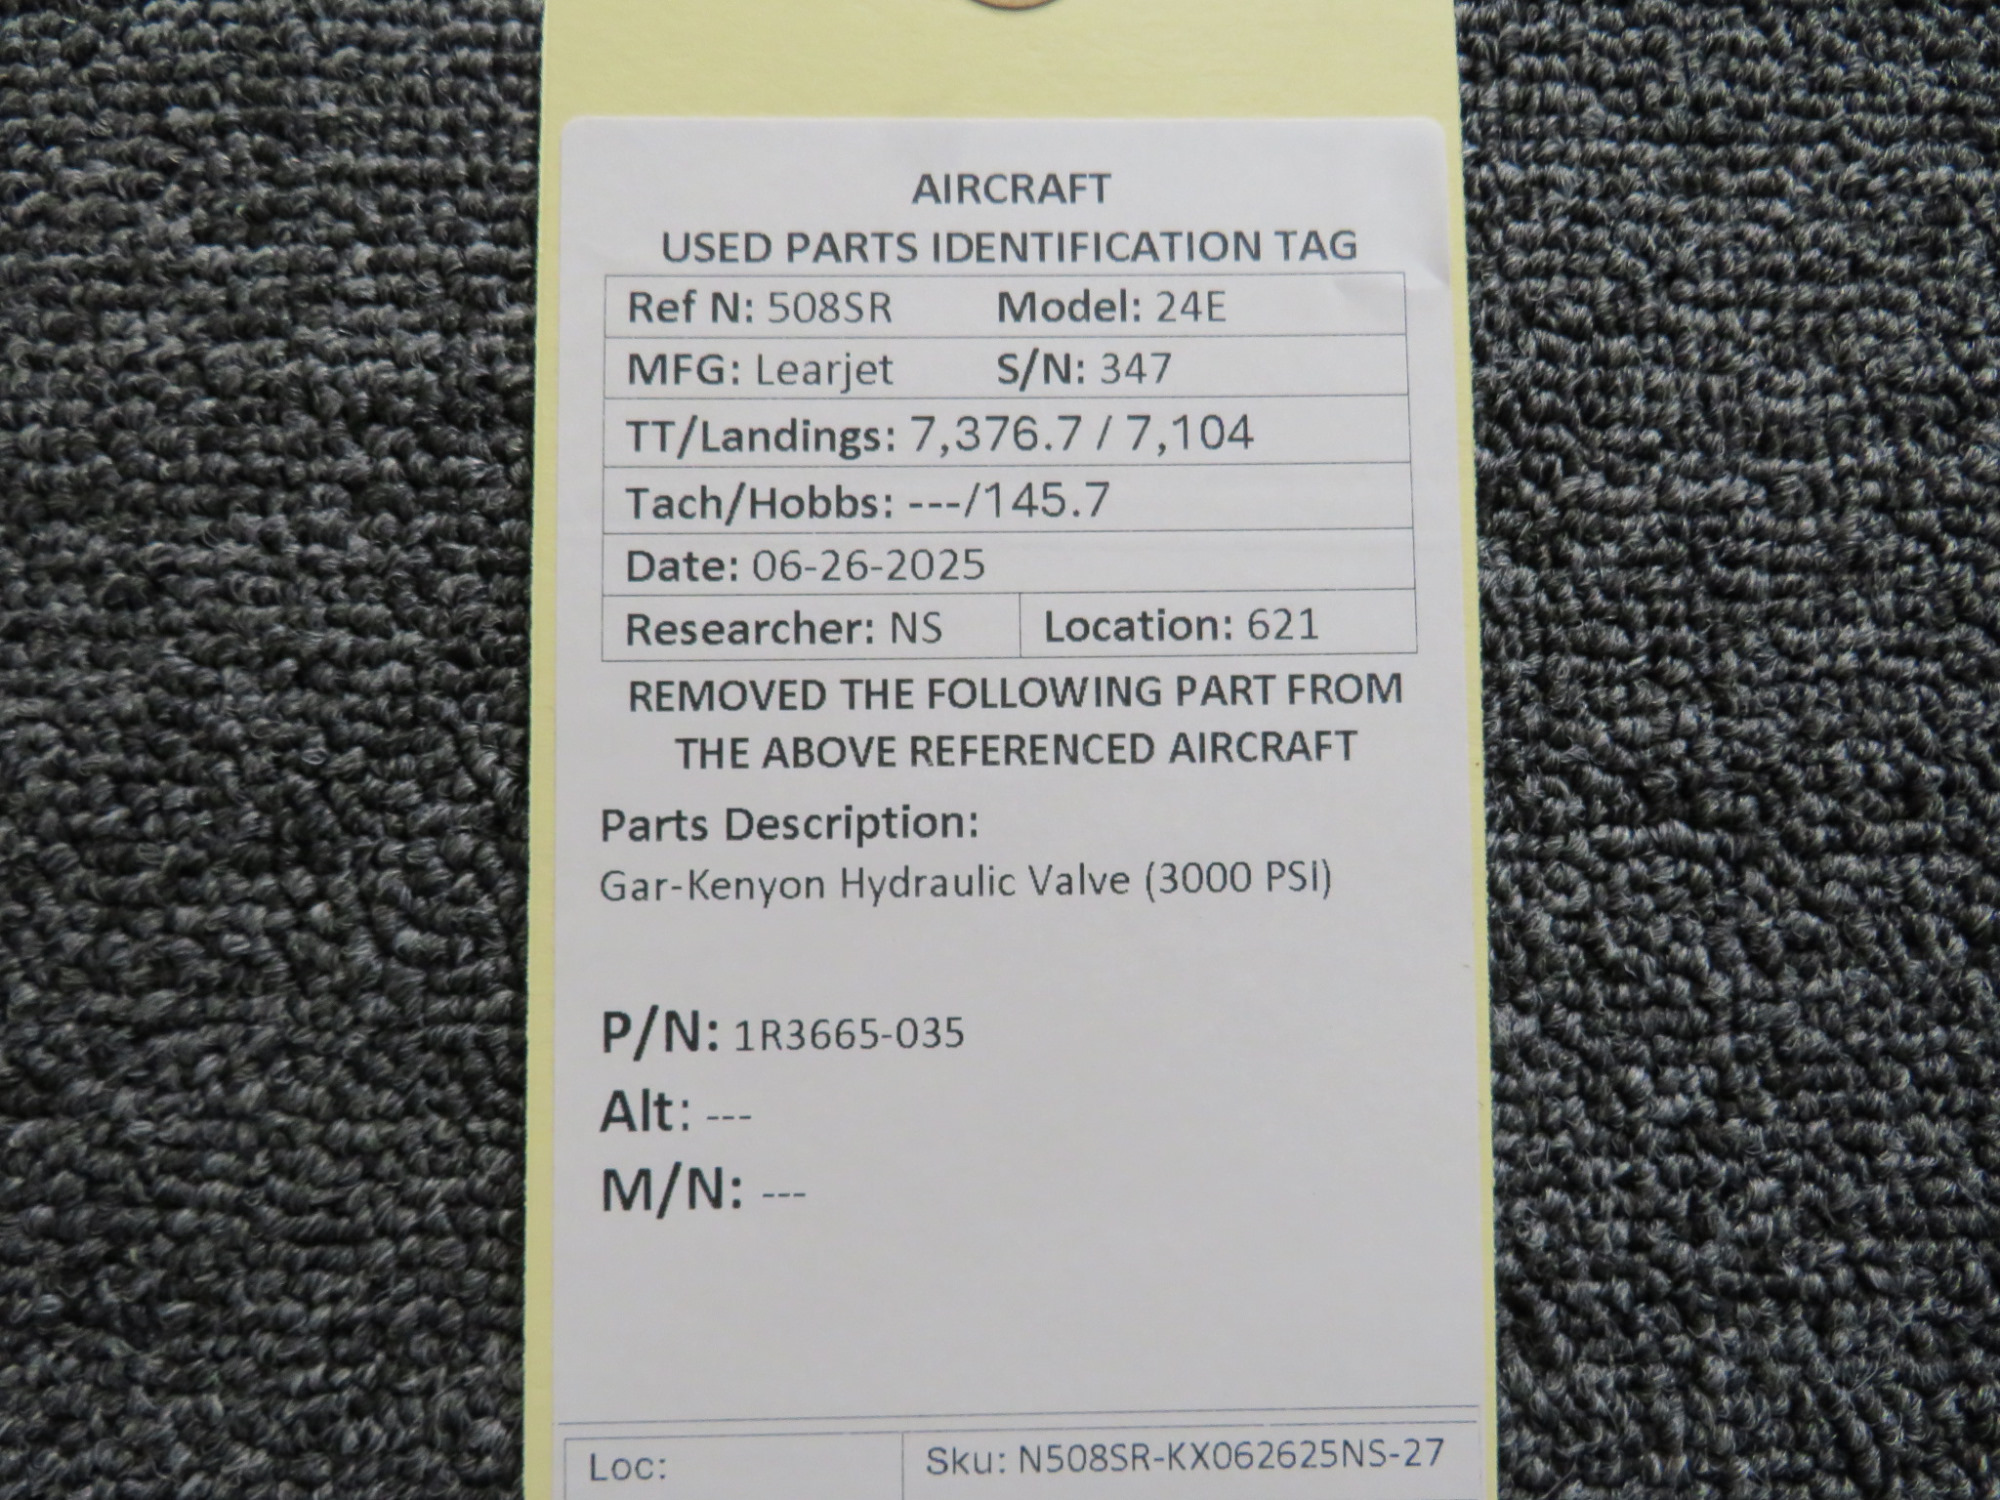 AIRCRAFT
USED PARTS IDENTIFICATION TAG
Ref N: 508SR Model: 24E
MFG: Learjet S/N: 347
TT/Landings: 7,376.7 / 7,104
Tach/Hobbs: ---/145.7
Date: 06-26-2025
Researcher: NS Location: 621
REMOVED THE FOLLOWING PART FROM
THE ABOVE REFERENCED AIRCRAFT
Parts Description:
Gar-Kenyon Hydraulic Valve (3000 PSI)
P/N: 1R3665-035
Alt: ---
M/N: ---
Loc: Sku: N508SR-KX062625NS-27